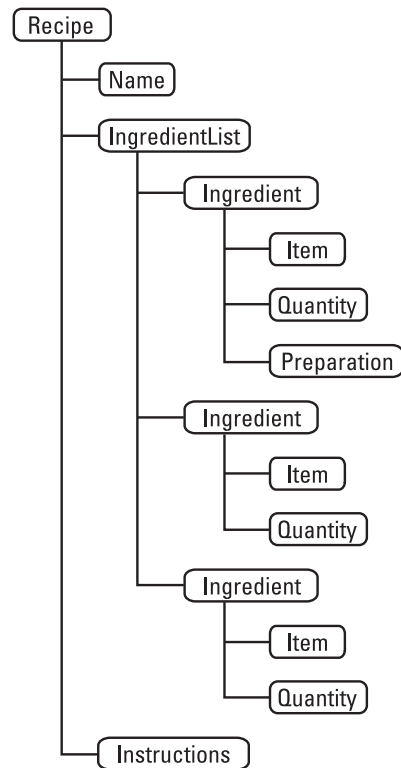 Recipe
Name
IngredientList
Ingredient
Item
Quantity
Preparation
Ingredient
Item
Quantity
Ingredient
Item
Quantity
Instructions